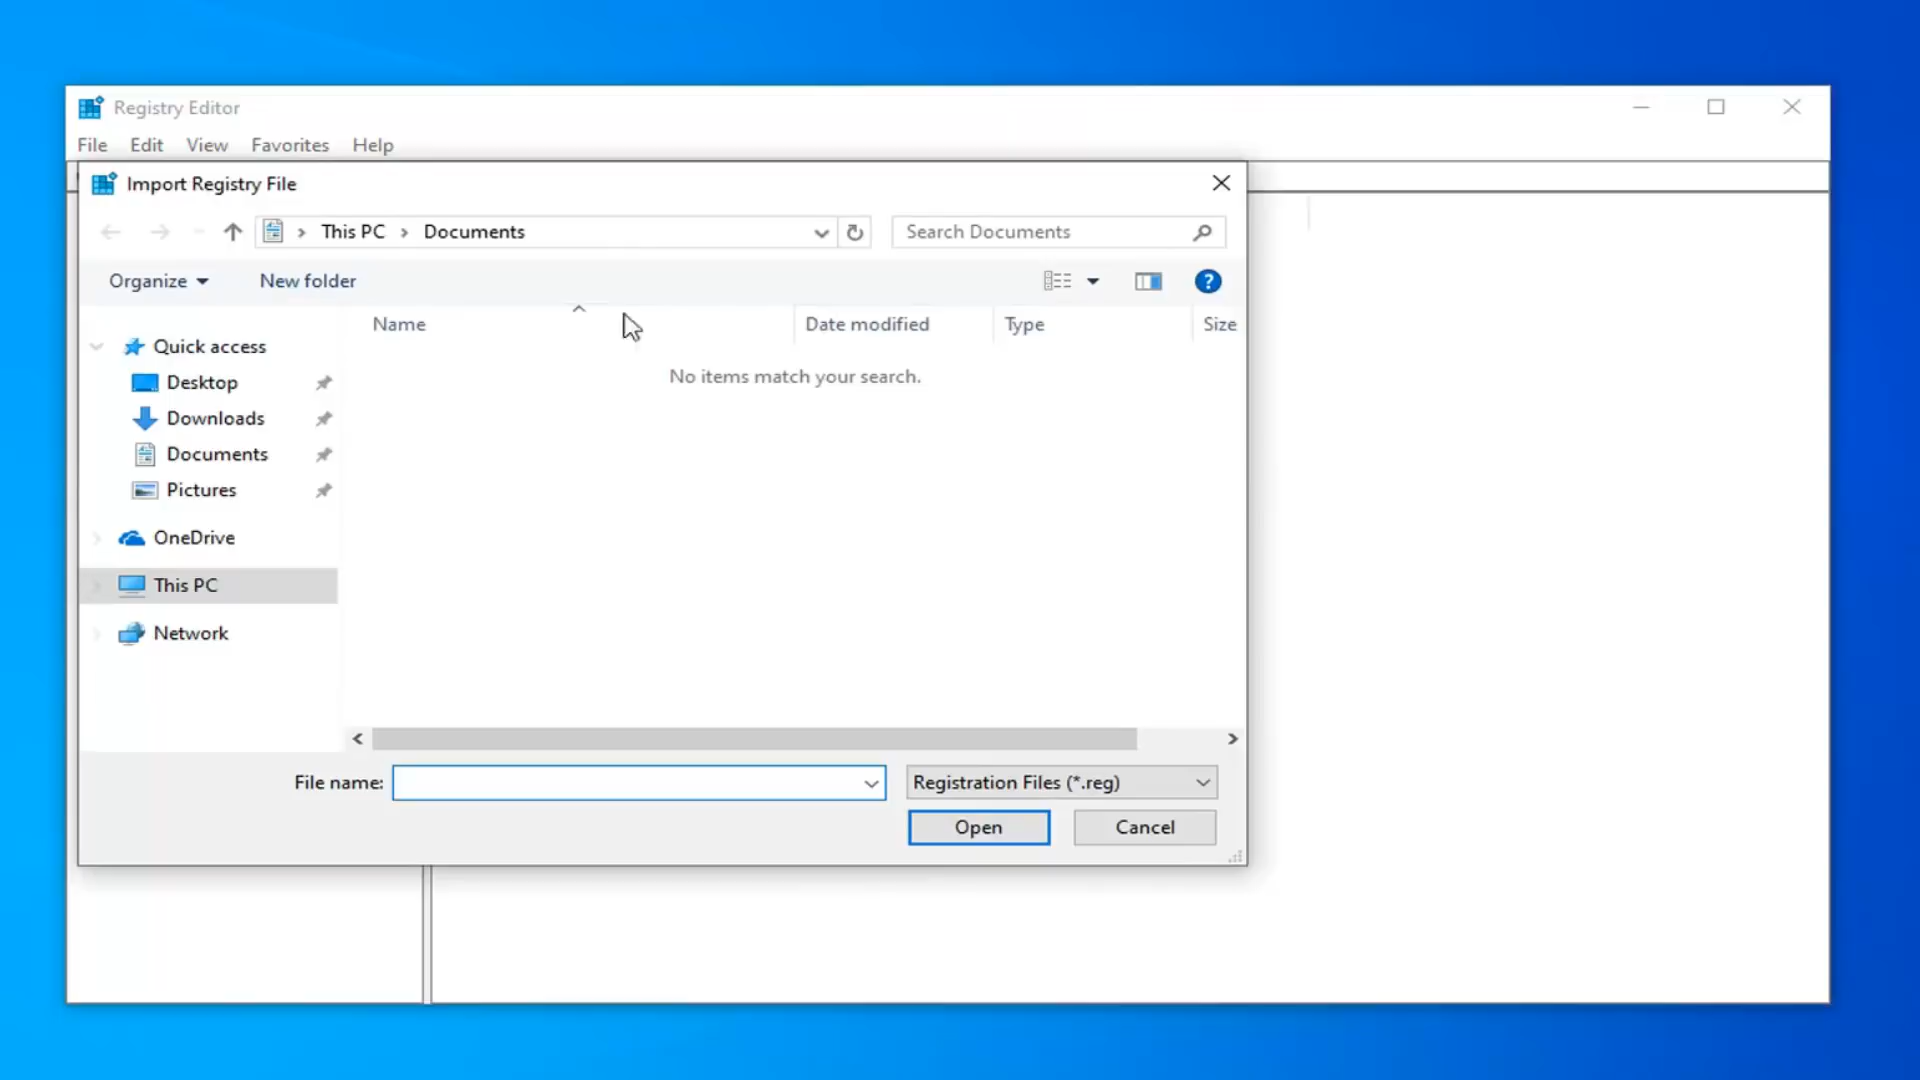 Registry Editor
File Edit View Favorites Help
Import Registry File
This PC Documents
Search Documents
Organize New folder
?
Name Date modified Type Size
No items match your search.
Quick access
Desktop
Downloads
Documents
Pictures
OneDrive
This PC
Network
File name:
Registration Files (*.reg)
Open Cancel